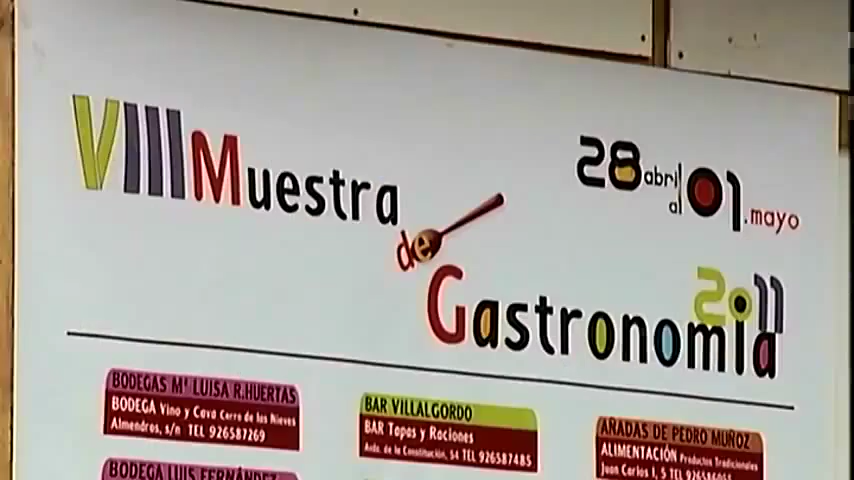 VIII Muestra
de
Gastronomía
2011
28 abril
al
01.mayo
BODEGAS Mª LUISA R.HUERTAS
BODEGA Vino y Cava Cerro de las Nieves
Almendros, s/n TEL 926587269
BODEGA LUIS FERNÁNDEZ
BAR VILLALGORDO
BAR Tapas y Raciones
Avda. de la Constitución, 54 TEL 926587485
AÑADAS DE PEDRO MUÑOZ
ALIMENTACIÓN Productos Tradicionales
Juan Carlos I, 5 TEL